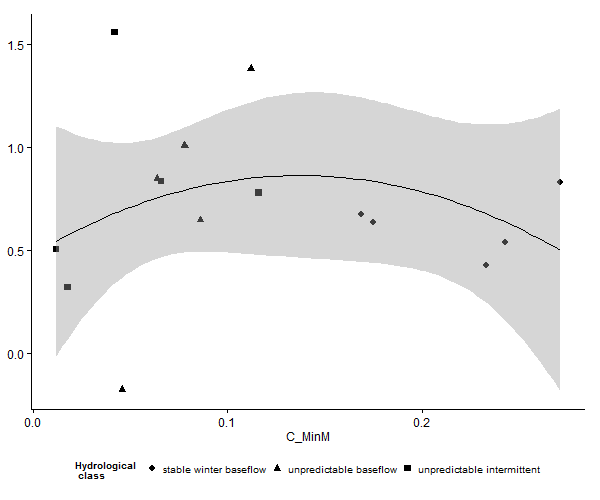 1.5
1.0
0.5
0.0
0.0 0.1 0.2
C_MinM
Hydrological
class
stable winter baseflow unpredictable baseflow unpredictable intermittent